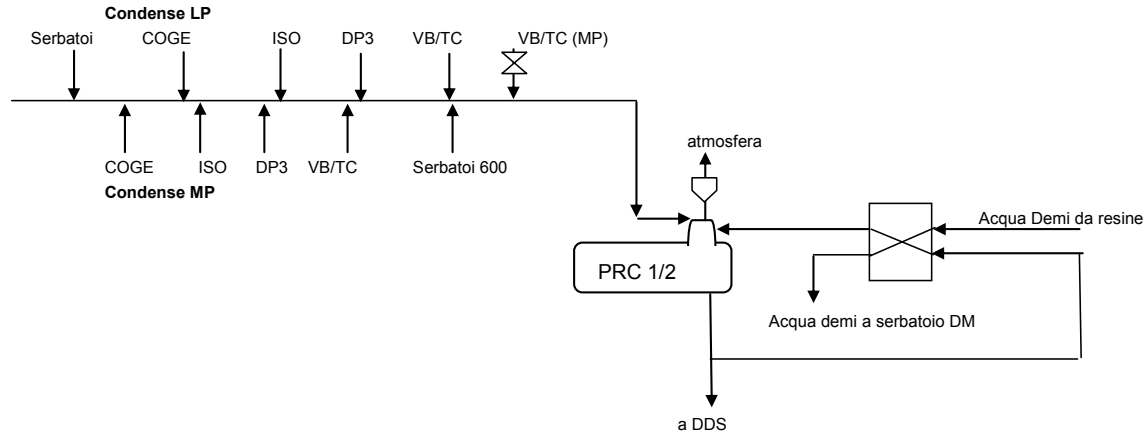 Condense LP
Serbatoi COGE ISO DP3 VB/TC VB/TC (MP)
COGE ISO DP3 VB/TC Serbatoi 600
Condense MP
atmosfera
Acqua Demi da resine
PRC 1/2
Acqua demi a serbatoio DM
a DDS